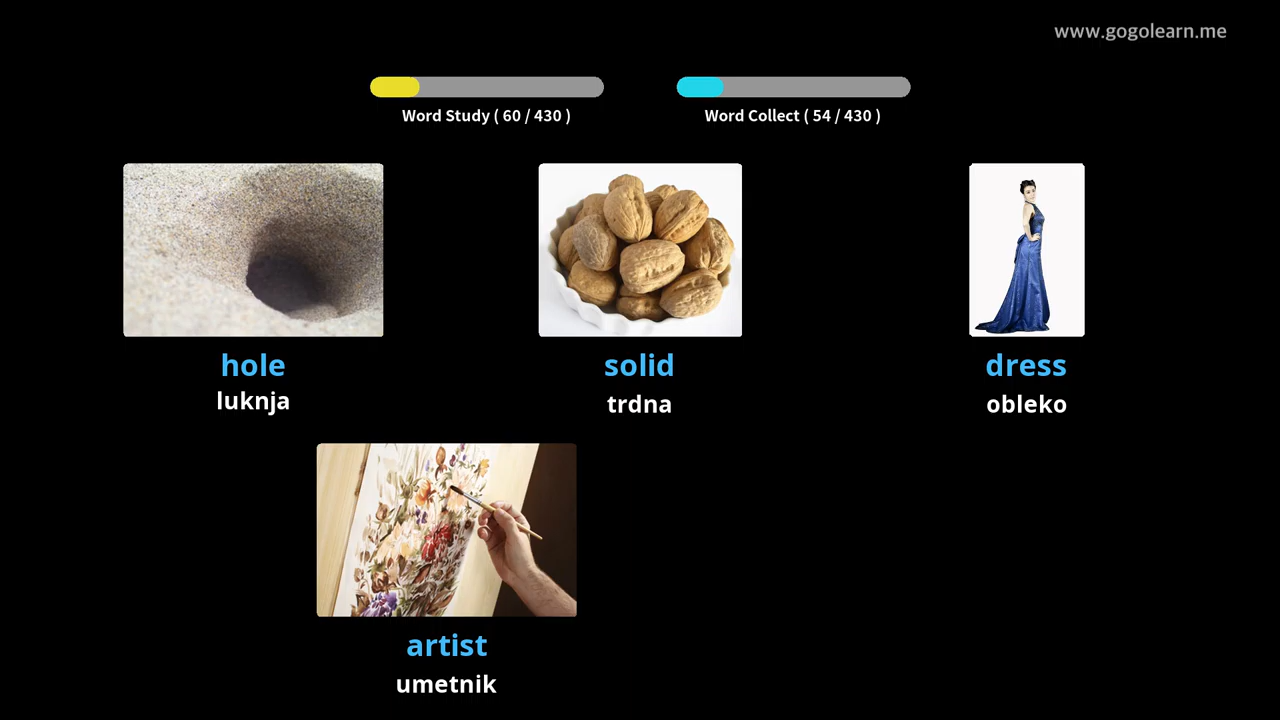 www.gogolearn.me
Word Study ( 60 / 430 )
Word Collect ( 54 / 430 )
hole
luknja
solid
trdna
dress
obleko
artist
umetnik